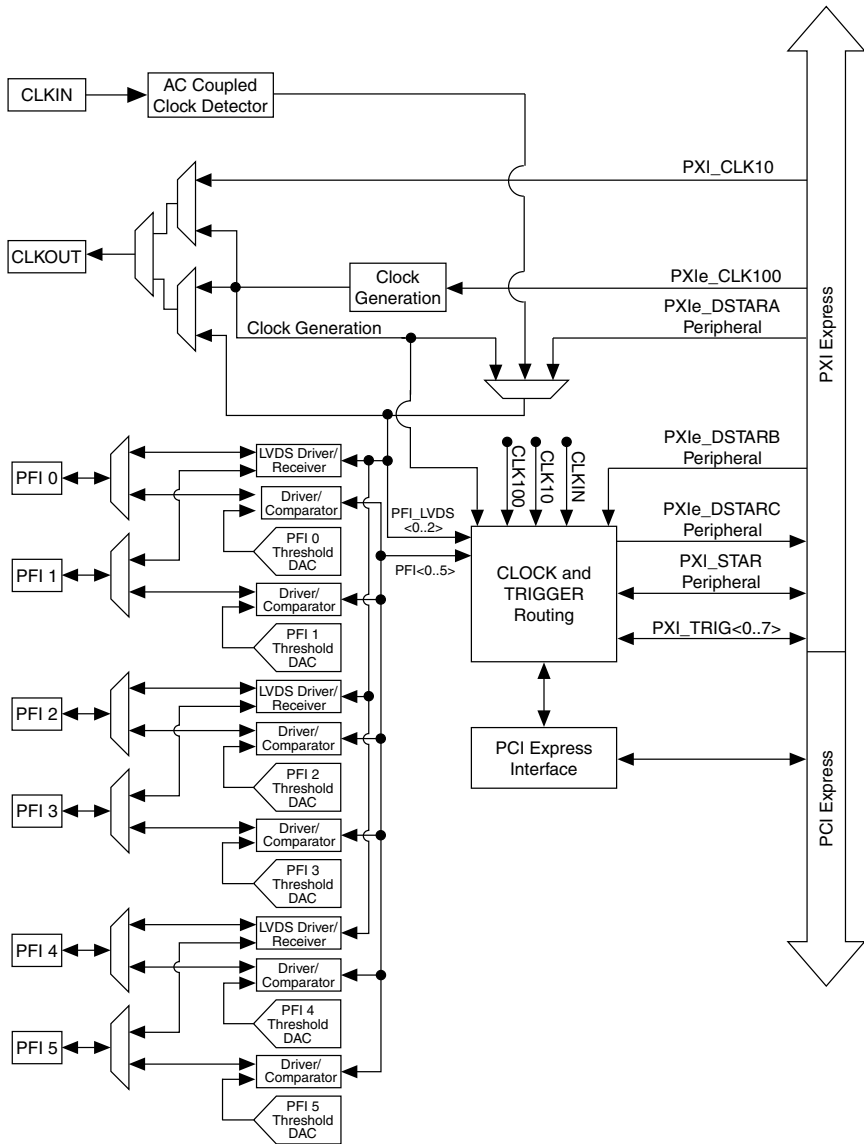 CLKIN
AC Coupled
Clock Detector
PXI_CLK10
CLKOUT
Clock
Generation
PXIe_CLK100
Clock Generation
PXIe_DSTARA
Peripheral
PXI Express
PFI 0
LVDS Driver/
Receiver
Driver/
Comparator
PFI 0
Threshold
DAC
PFI 1
Driver/
Comparator
PFI 1
Threshold
DAC
PFI_LVDS
<0..2>
PFI<0..5>
CLK100
CLK10
CLKIN
CLOCK and
TRIGGER
Routing
PXIe_DSTARB
Peripheral
PXIe_DSTARC
Peripheral
PXI_STAR
Peripheral
PXI_TRIG<0..7>
PFI 2
LVDS Driver/
Receiver
Driver/
Comparator
PFI 2
Threshold
DAC
PFI 3
Driver/
Comparator
PFI 3
Threshold
DAC
PCI Express
Interface
PCI Express
PFI 4
LVDS Driver/
Receiver
Driver/
Comparator
PFI 4
Threshold
DAC
PFI 5
Driver/
Comparator
PFI 5
Threshold
DAC